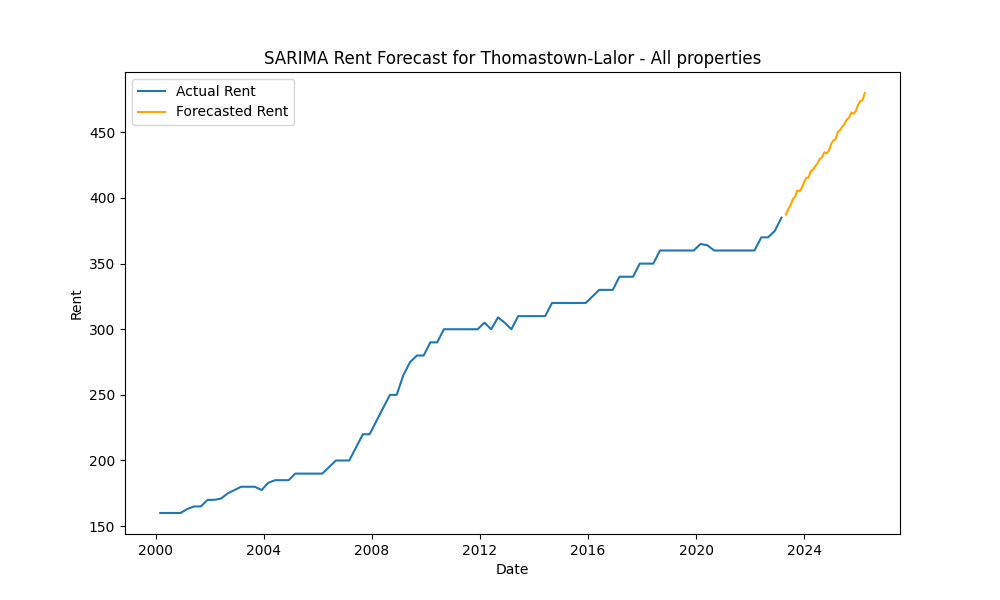 SARIMA Rent Forecast for Thomastown-Lalor - All properties
Actual Rent
Forecasted Rent
450
400
350
300
250
200
150
Rent
2000 2004 2008 2012 2016 2020 2024
Date